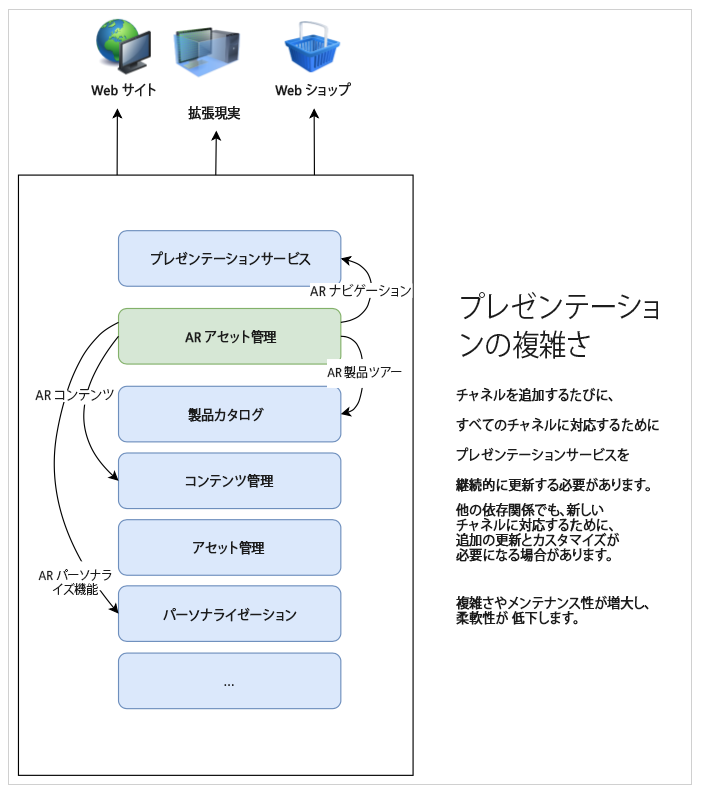 Web サイト
拡張現実
Web ショップ
プレゼンテーションサービス
AR ナビゲーション
AR アセット管理
AR 製品ツアー
AR コンテンツ
製品カタログ
コンテンツ管理
アセット管理
AR パーソナラ
イズ機能
パーソナライゼーション
...
プレゼンテーショ
ンの複雑さ
チャネルを追加するたびに、
すべてのチャネルに対応するために
プレゼンテーションサービスを
継続的に更新する必要があります。
他の依存関係でも、新しい
チャネルに対応するために、
追加の更新とカスタマイズが
必要になる場合があります。
複雑さやメンテナンス性が増大し、
柔軟性が 低下します。